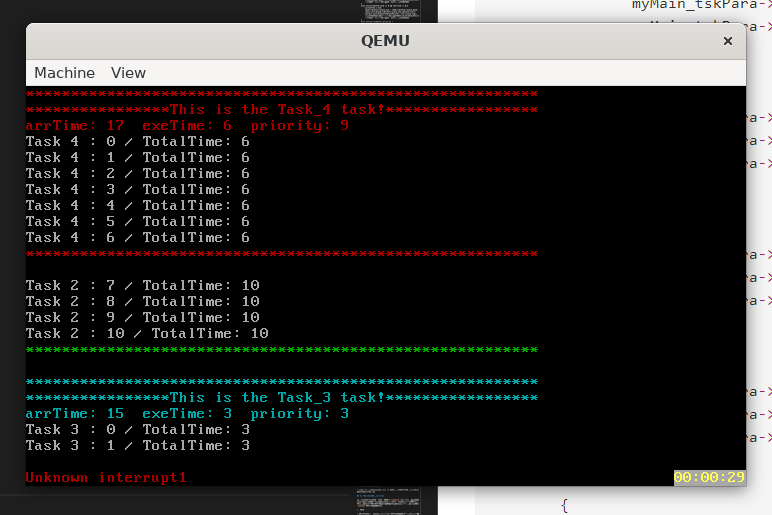 myMain_tskPara->
QEMU
Machine View
*********************************************************
****************This is the Task_4 task!*****************
arrTime: 17  exeTime: 6  priority: 9
Task 4 : 0 / TotalTime: 6
Task 4 : 1 / TotalTime: 6
Task 4 : 2 / TotalTime: 6
Task 4 : 3 / TotalTime: 6
Task 4 : 4 / TotalTime: 6
Task 4 : 5 / TotalTime: 6
Task 4 : 6 / TotalTime: 6
*********************************************************
Task 2 : 7 / TotalTime: 10
Task 2 : 8 / TotalTime: 10
Task 2 : 9 / TotalTime: 10
Task 2 : 10 / TotalTime: 10
*********************************************************
*********************************************************
****************This is the Task_3 task!*****************
arrTime: 15  exeTime: 3  priority: 3
Task 3 : 0 / TotalTime: 3
Task 3 : 1 / TotalTime: 3
Unknown interrupt1
00:00:29
{